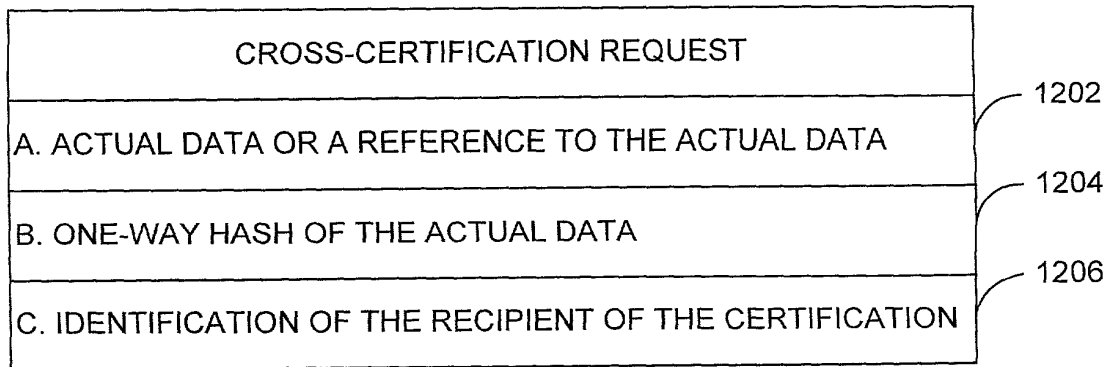 CROSS-CERTIFICATION REQUEST
1202
A. ACTUAL DATA OR A REFERENCE TO THE ACTUAL DATA
1204
B. ONE-WAY HASH OF THE ACTUAL DATA
1206
C. IDENTIFICATION OF THE RECIPIENT OF THE CERTIFICATION